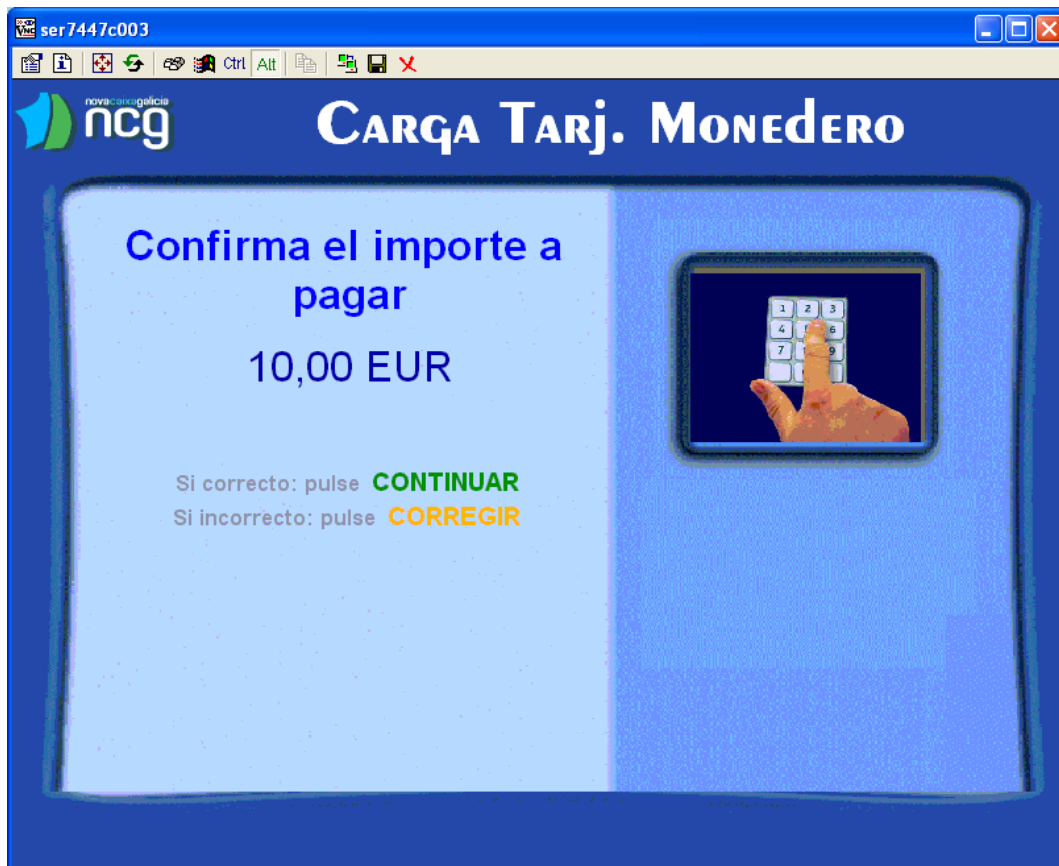 ser7447c003
Ctrl Alt
novacaixagalicia
ncg
Carga Tarj. Monedero
Confirma el importe a
pagar
10,00 EUR
Si correcto: pulse CONTINUAR
Si incorrecto: pulse CORREGIR
1 2 3
4 5 6
7 9